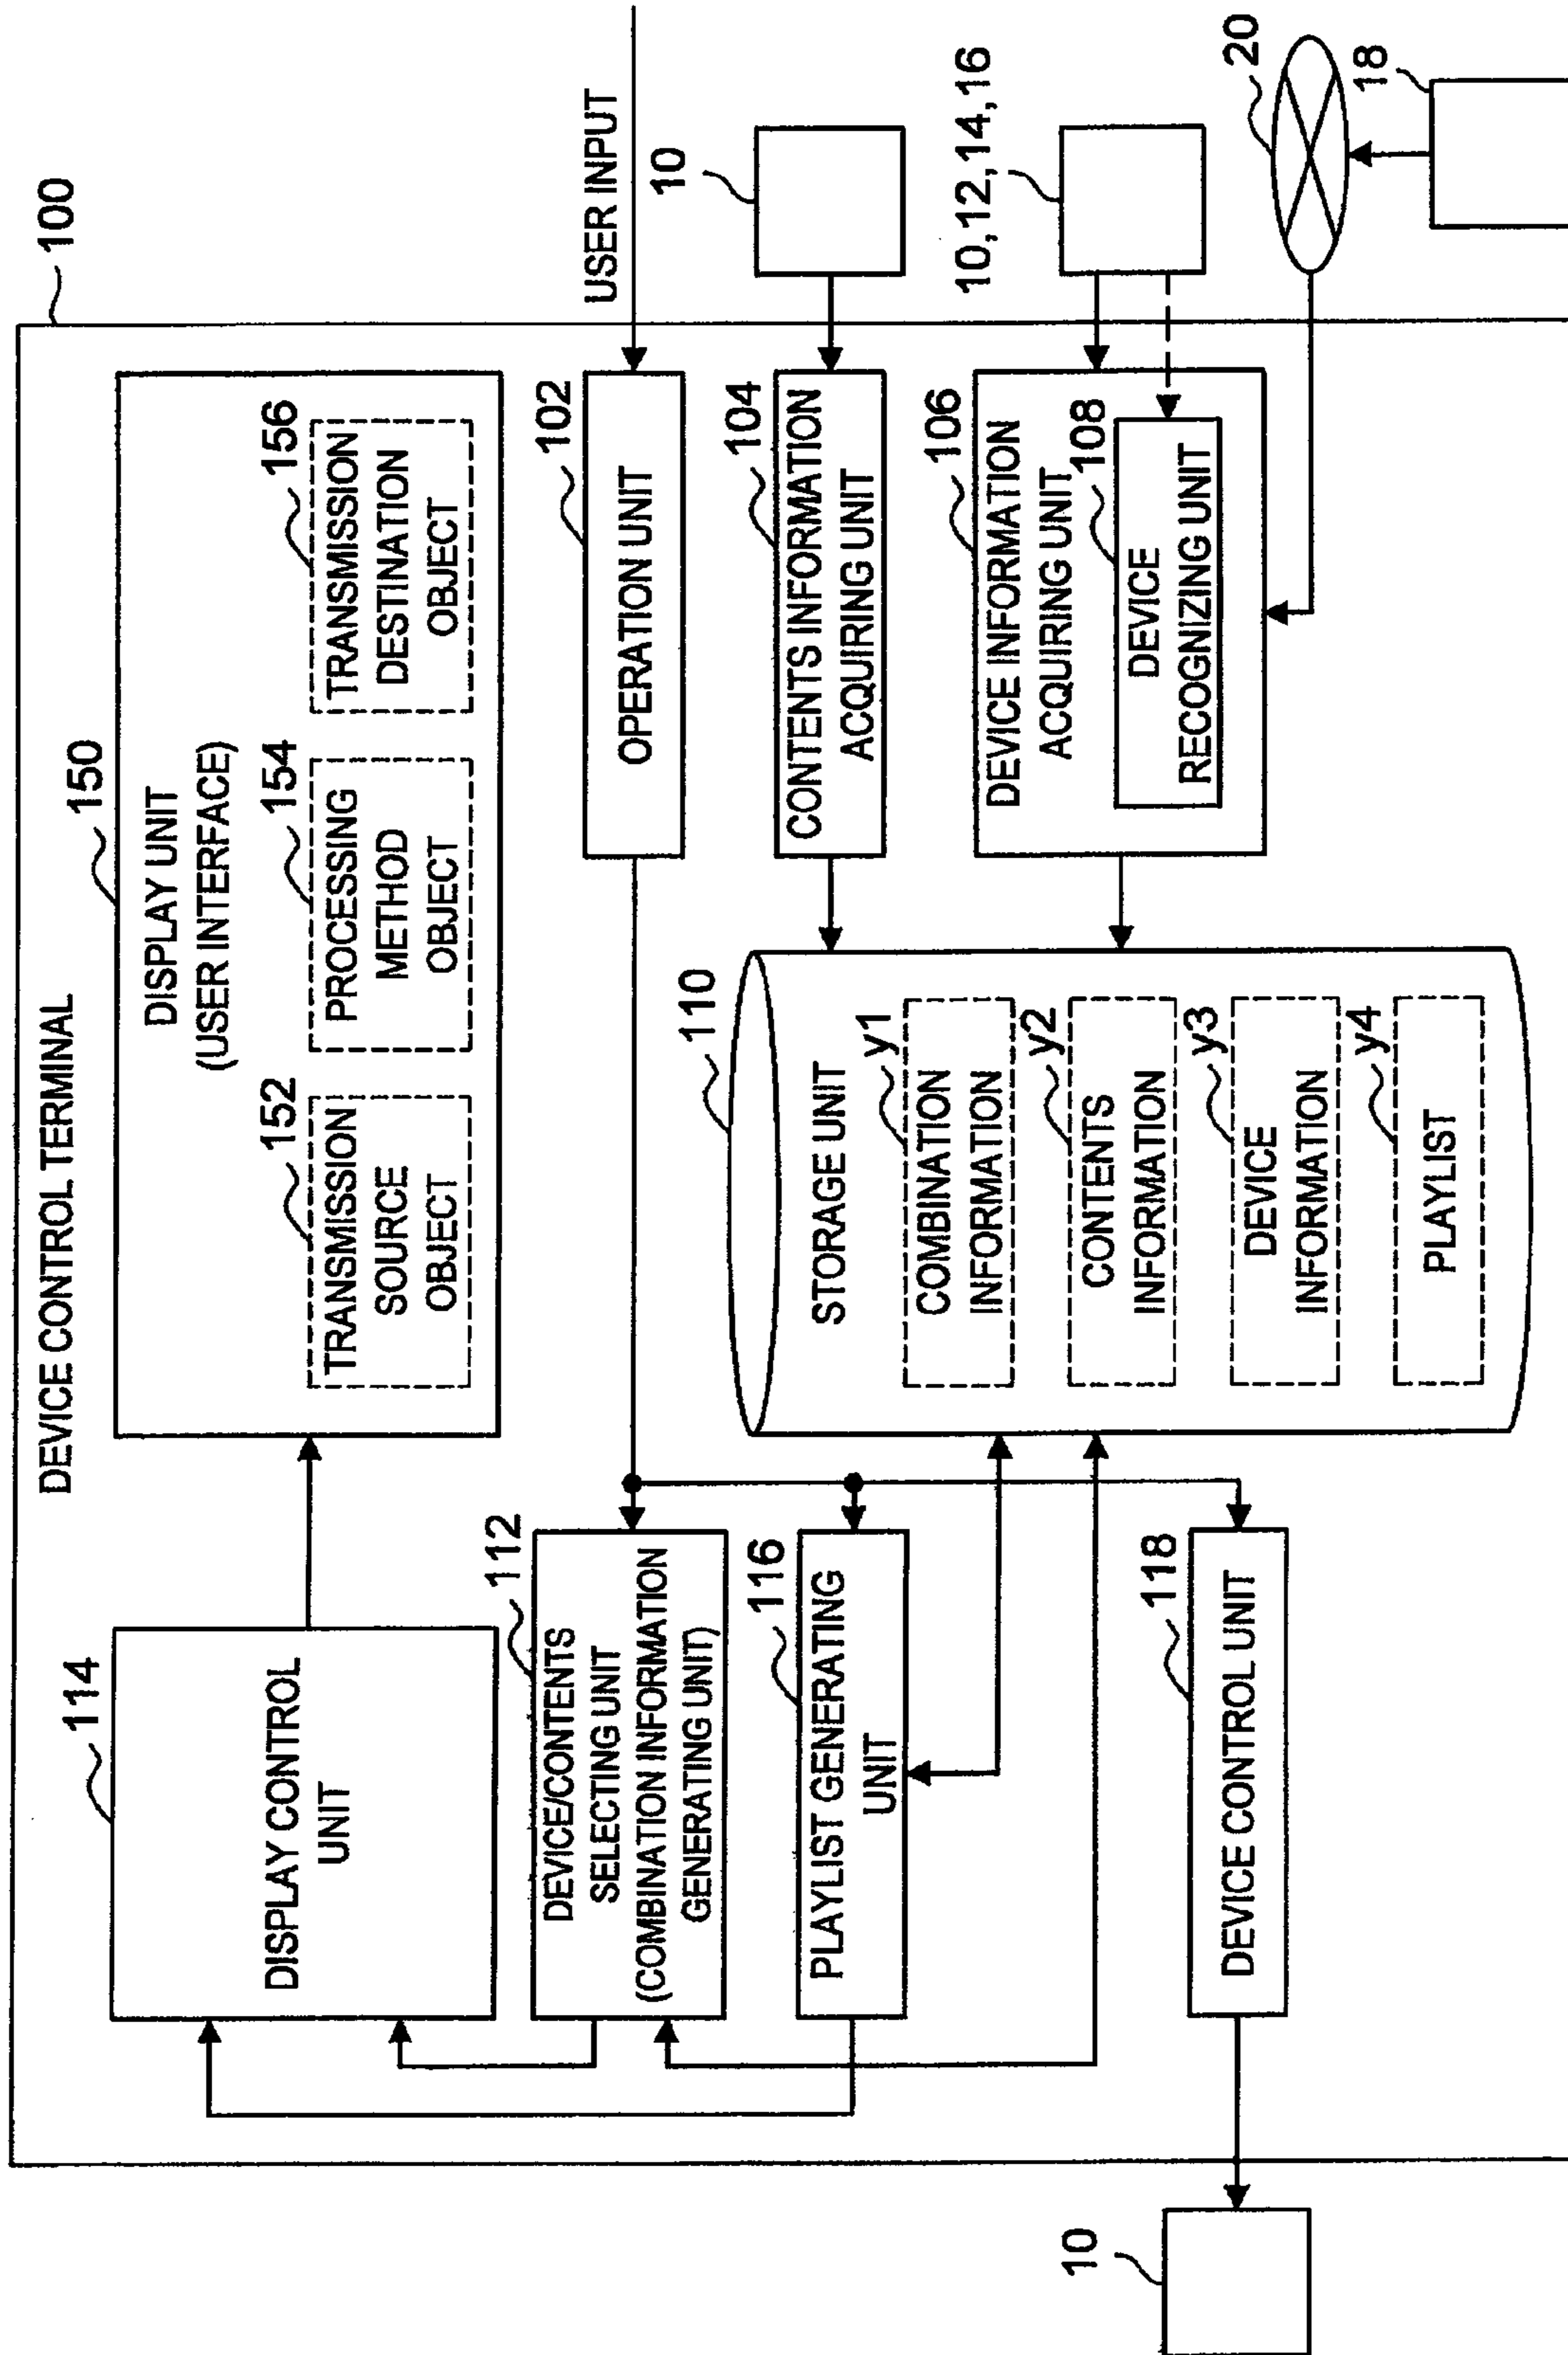 100
DEVICE CONTROL TERMINAL
114
DISPLAY CONTROL
UNIT
150
DISPLAY UNIT
(USER INTERFACE)
152
TRANSMISSION
SOURCE
OBJECT
154
PROCESSING
METHOD
OBJECT
156
TRANSMISSION
DESTINATION
OBJECT
112
DEVICE/CONTENTS
SELECTING UNIT
(COMBINATION INFORMATION
GENERATING UNIT)
102
OPERATION UNIT
USER INPUT
116
PLAYLIST GENERATING
UNIT
110
STORAGE UNIT
y1
COMBINATION
INFORMATION
y2
CONTENTS
INFORMATION
y3
DEVICE
INFORMATION
y4
PLAYLIST
104
CONTENTS INFORMATION
ACQUIRING UNIT
10
106
DEVICE INFORMATION
ACQUIRING UNIT
108
DEVICE
RECOGNIZING UNIT
10,12,14,16
20
18
118
DEVICE CONTROL UNIT
10